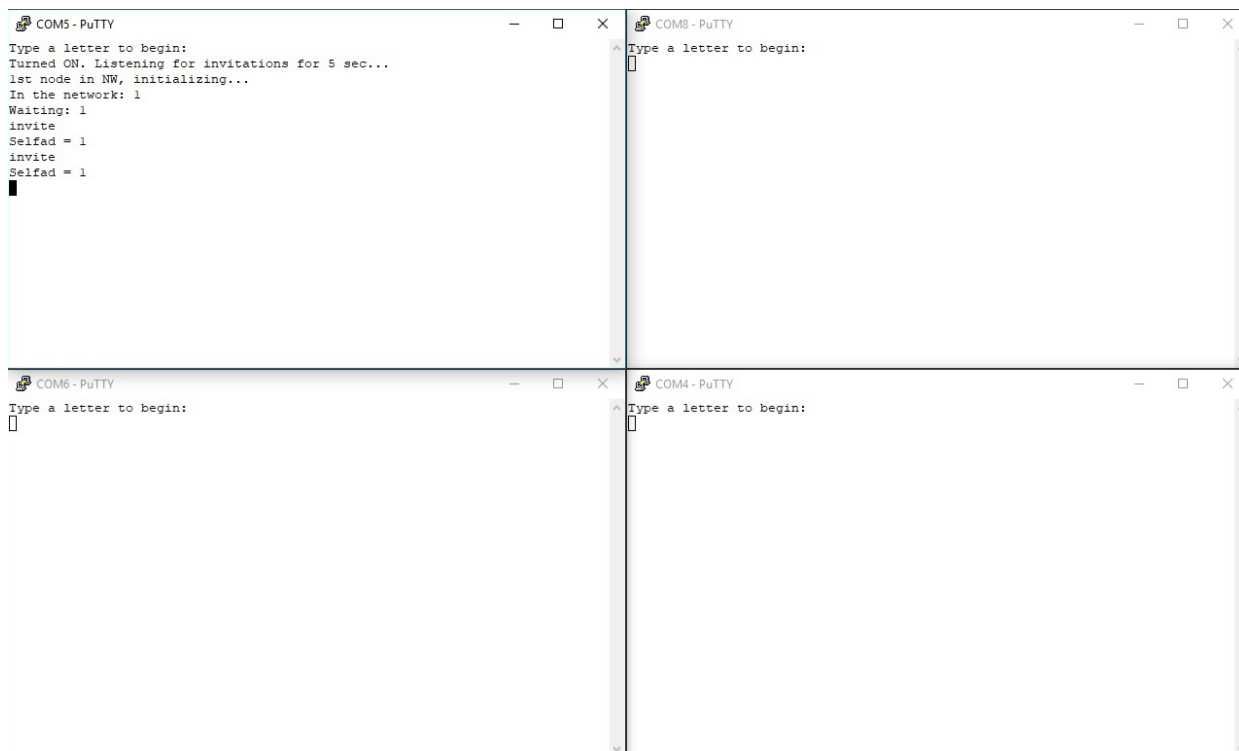 COM5 - PuTTY
Type a letter to begin:
Turned ON. Listening for invitations for 5 sec...
1st node in NW, initializing...
In the network: 1
Waiting: 1
invite
Selfad = 1
invite
Selfad = 1
COM8 - PuTTY
Type a letter to begin:
COM6 - PuTTY
Type a letter to begin:
COM4 - PuTTY
Type a letter to begin: